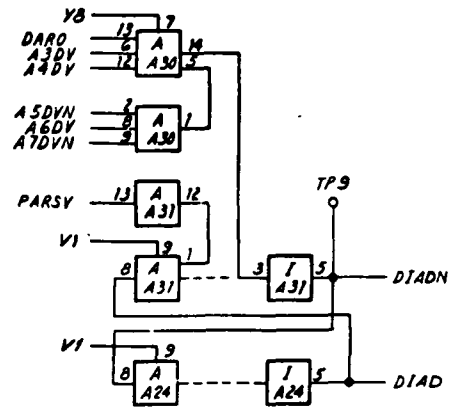 Y8 7
DARO 13 A 14
A3DV 6 5
A4DV 12 A30
A5DVN 2 A 1
A6DV 8
A7DVN 9 A30
TP9
PARSV 13 A 12
A31
V1 9 1
8 A 3 I 5 DIADN
A31 A31
V1 9
8 A I 5 DIAD
A24 A24